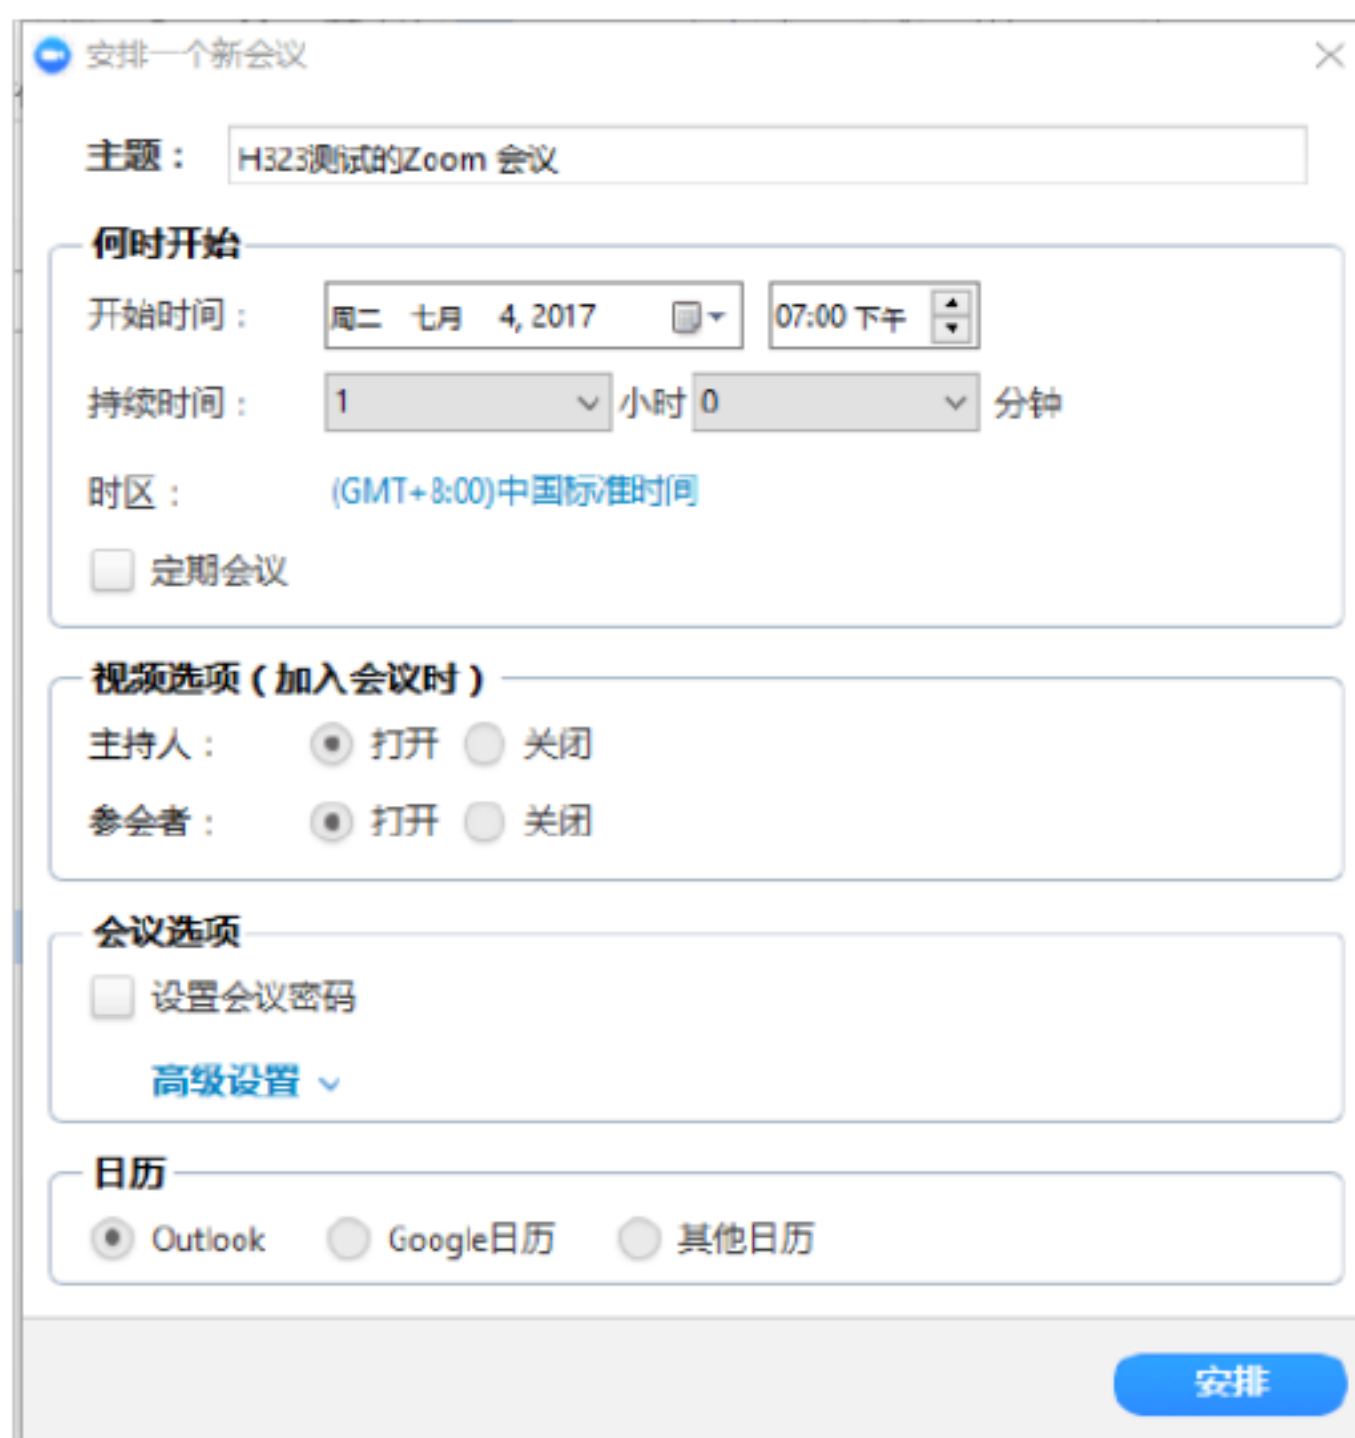 安排一个新会议
主题： H323测试的Zoom 会议
何时开始
开始时间： 周二 七月 4, 2017 07:00 下午
持续时间： 1 小时 0 分钟
时区： (GMT+8:00)中国标准时间
定期会议
视频选项 ( 加入会议时 )
主持人： 打开 关闭
参会者： 打开 关闭
会议选项
设置会议密码
高级设置
日历
Outlook Google日历 其他日历
安排